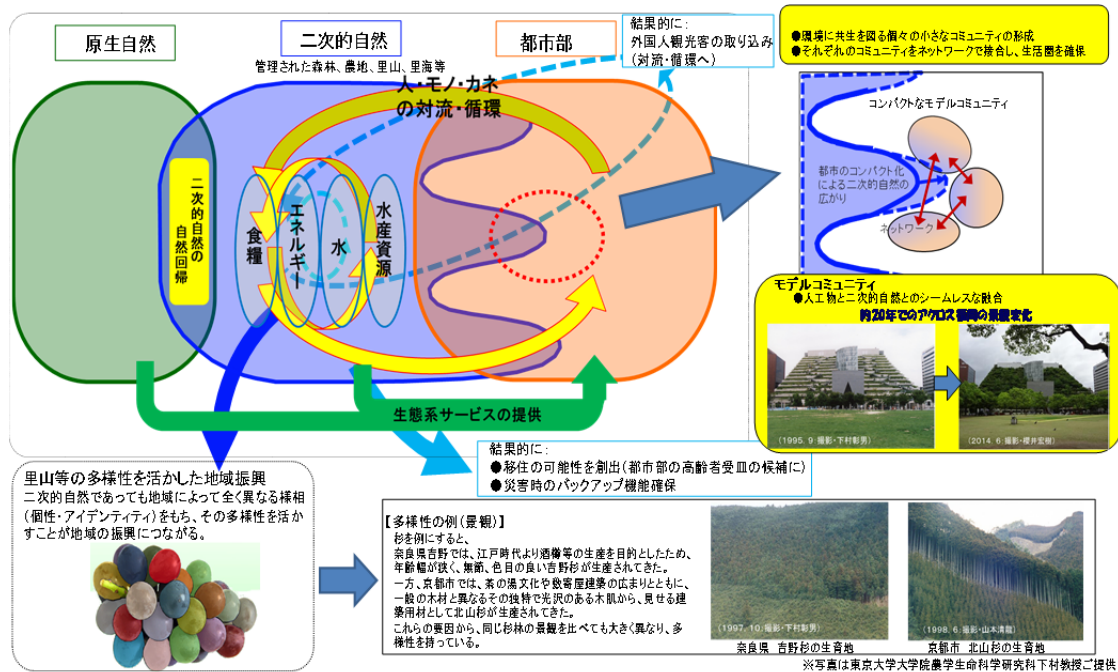 原生自然
二次的自然
管理された森林、農地、里山、里海等
都市部
結果的に:
外国人観光客の取り込み
(対流・循環へ)
●環境に共生を図る個々の小さなコミュニティの形成
●それぞれのコミュニティをネットワークで接合し、生活圏を確保
人・モノ・カネ
の対流・循環
コンパクトなモデルコミュニティ
都市のコンパクト化
による二次的自然の
広がり
ネットワーク
二次的自然の
自然回帰
食糧
エネルギー
水
水産資源
モデルコミュニティ
●人工物と二次的自然とのシームレスな融合
約20年でのアクロス福岡の景観変化
(1995.9:撮影・下村彰男)
(2014.6:撮影・櫻井宏樹)
生態系サービスの提供
結果的に:
●移住の可能性を創出(都市部の高齢者受皿の候補に)
●災害時のバックアップ機能確保
里山等の多様性を活かした地域振興
二次的自然であっても地域によって全く異なる様相
(個性・アイデンティティ)をもち、その多様性を活か
すことが地域の振興につながる。
【多様性の例(景観)】
杉を例にすると、
奈良県吉野では、江戸時代より酒樽等の生産を目的としたため、
年齢幅が狭く、無節、色目の良い吉野杉が生産されてきた。
一方、京都市では、茶の湯文化や数寄屋建築の広まりとともに、
一般の木材と異なるその独特で光沢のある木肌から、見せる建
築用材として北山杉が生産されてきた。
これらの要因から、同じ杉林の景観を比べても大きく異なり、多
様性を持っている。
(1997.10:撮影・下村彰男)
(1998.6:撮影・山本清龍)
奈良県 吉野杉の生育地
京都市 北山杉の生育地
※写真は東京大学大学院農学生命科学研究科下村教授ご提供